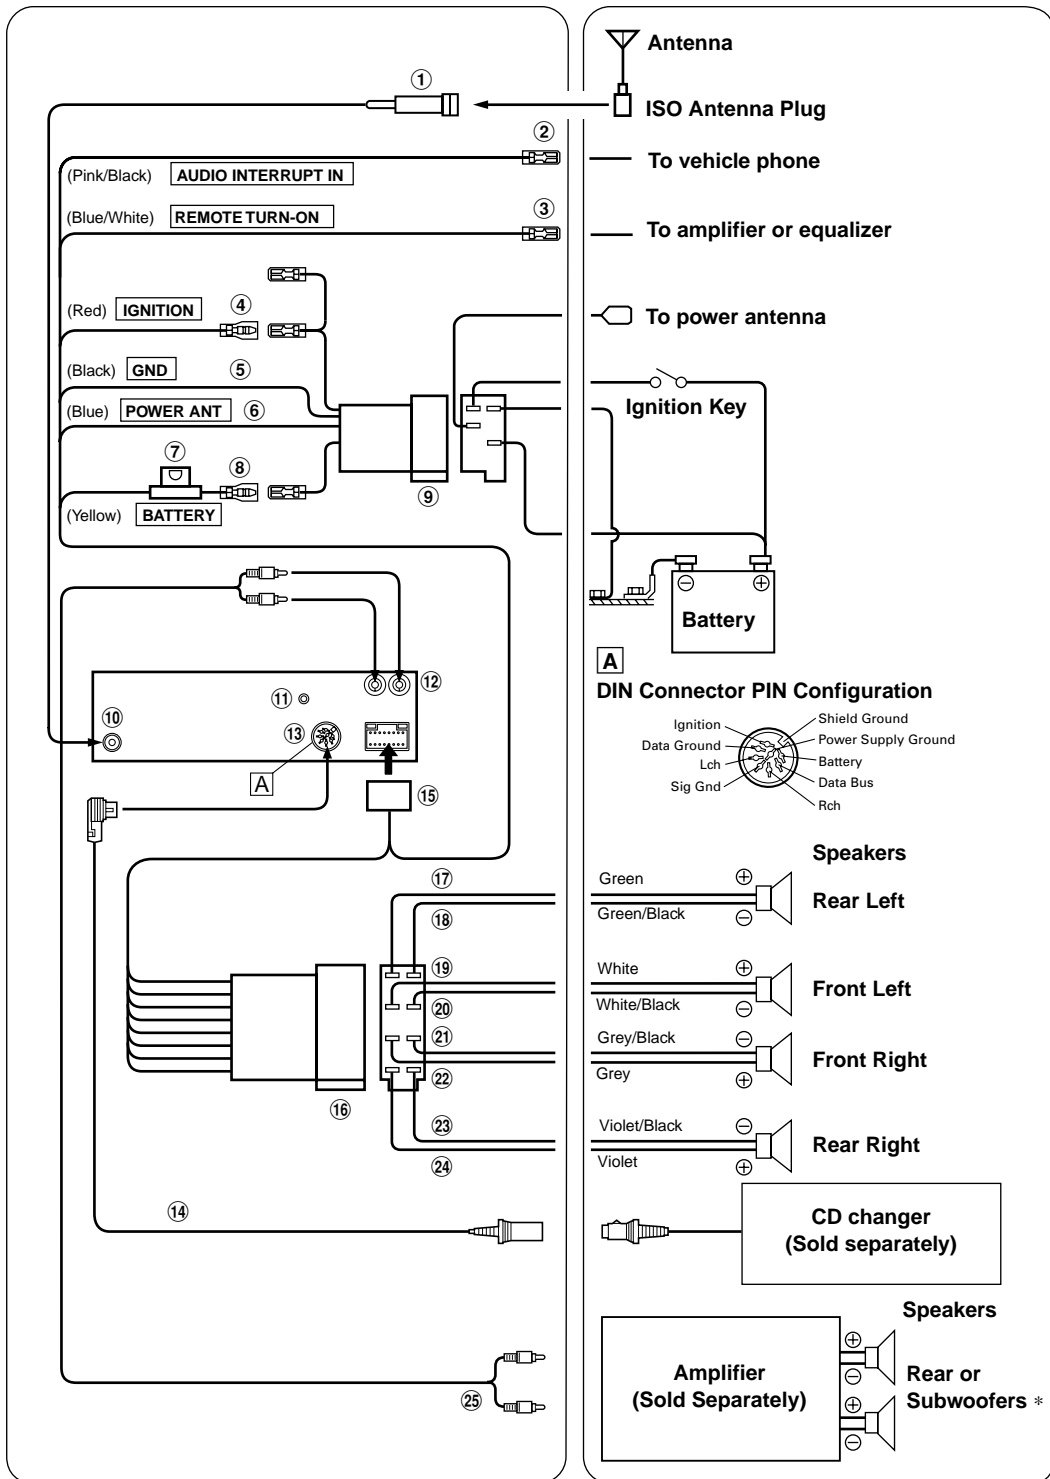 Antenna
①
ISO Antenna Plug
②
To vehicle phone
(Pink/Black) AUDIO INTERRUPT IN
(Blue/White) REMOTE TURN-ON
③
To amplifier or equalizer
(Red) IGNITION
④
To power antenna
(Black) GND
⑤
(Blue) POWER ANT
⑥
Ignition Key
⑦
⑧
⑨
(Yellow) BATTERY
⊖ ⊕
Battery
A
DIN Connector PIN Configuration
Ignition
Shield Ground
Data Ground
Power Supply Ground
Lch
Battery
Sig Gnd
Data Bus
Rch
⑩
⑪
⑫
⑬
A
⑮
Speakers
⑰
Green
⊕
Rear Left
⑱
Green/Black
⊖
⑲
White
⊕
Front Left
⑳
White/Black
⊖
㉑
Grey/Black
⊖
Front Right
㉒
Grey
⊕
⑯
㉓
Violet/Black
⊖
Rear Right
㉔
Violet
⊕
⑭
CD changer
(Sold separately)
Speakers
Amplifier
(Sold Separately)
⊕
⊖
⊕
⊖
Rear or
Subwoofers *
㉕